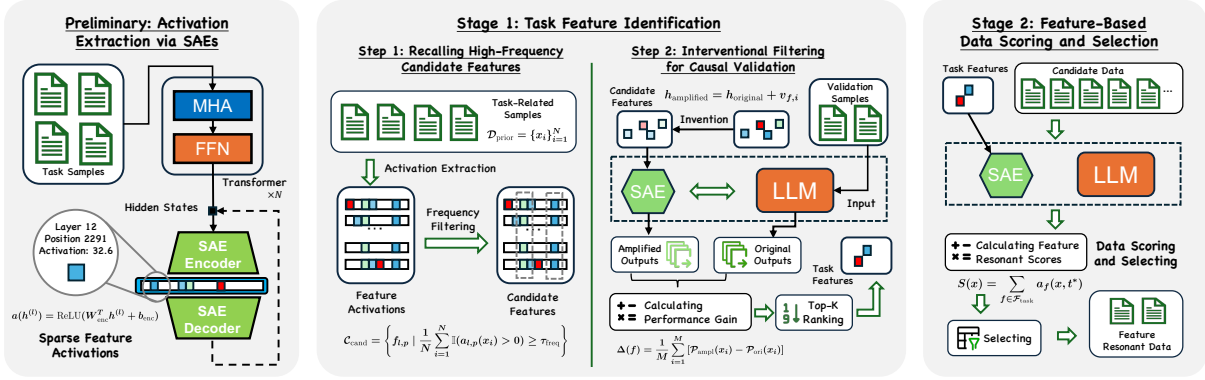 Preliminary: Activation
Extraction via SAEs
Task Samples
MHA
FFN
Transformer
×N
Hidden States
Layer 12
Position 2291
Activation: 32.6
SAE
Encoder
SAE
Decoder
a(h^{(l)}) = ReLU(W_{enc}^T h^{(l)} + b_{enc})
Sparse Feature
Activations
Stage 1: Task Feature Identification
Step 1: Recalling High-Frequency
Candidate Features
Task-Related
Samples
D_{prior} = {x_i}_{i=1}^N
Activation Extraction
Frequency
Filtering
...
...
Feature
Activations
Candidate
Features
C_{cand} = { f_{l,p} | 1/N \sum_{i=1}^N 𝕀(a_{l,p}(x_i) > 0) ≥ τ_{freq} }
Step 2: Interventional Filtering
for Causal Validation
Candidate
Features
h_{amplified} = h_{original} + v_{f,i}
Validation
Samples
Invention
SAE
LLM
Input
Amplified
Outputs
Original
Outputs
Task
Features
Calculating
Performance Gain
1
9
Top-K
Ranking
Δ(f) = 1/M \sum_{i=1}^M [P_{ampl}(x_i) − P_{ori}(x_i)]
Stage 2: Feature-Based
Data Scoring and Selection
Task Features
Candidate Data
...
SAE
LLM
Calculating Feature
Resonant Scores
Data Scoring
and Selecting
S(x) = \sum_{f∈F_{task}} a_f(x, t*)
Selecting
Feature
Resonant Data